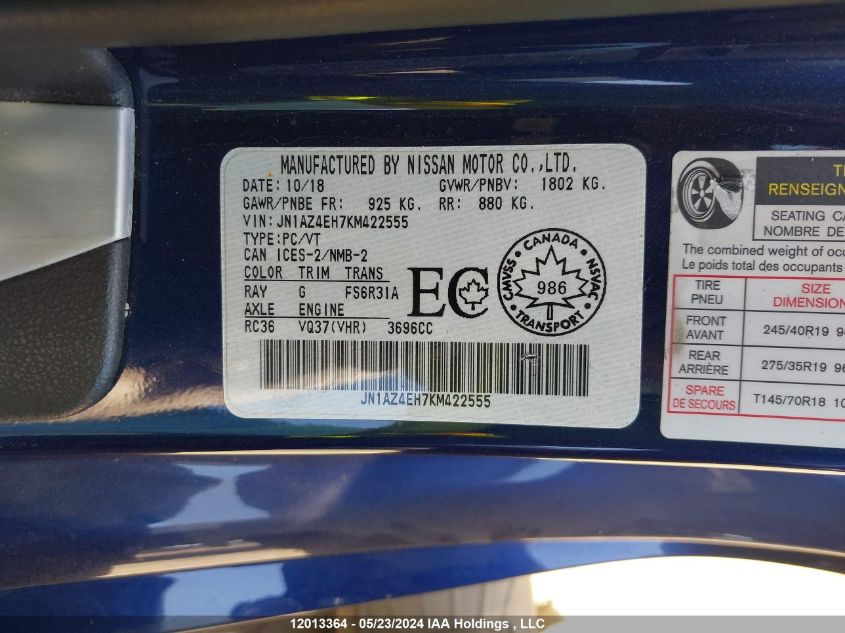 MANUFACTURED BY NISSAN MOTOR CO.,LTD.
DATE: 10/18 GVWR/PNBV: 1802 KG.
GAWR/PNBE FR: 925 KG. RR: 880 KG.
VIN: JN1AZ4EH7KM422555
TYPE:PC/VT
CAN ICES-2/NMB-2
COLOR TRIM TRANS
RAY G FS6R31A
AXLE ENGINE
RC36 VQ37(VHR) 3696CC
EC
CANADA
CMVSS 986 NSVAC
TRANSPORT
JN1AZ4EH7KM422555
RENSEIGN
SEATING CA
NOMBRE DE
The combined weight of occ
Le poids total des occupants
TIRE
PNEU
SIZE
DIMENSION
FRONT
AVANT
245/40R19 9
REAR
ARRIÈRE
275/35R19 96
SPARE
DE SECOURS
T145/70R18 10
12013364 - 05/23/2024 IAA Holdings , LLC